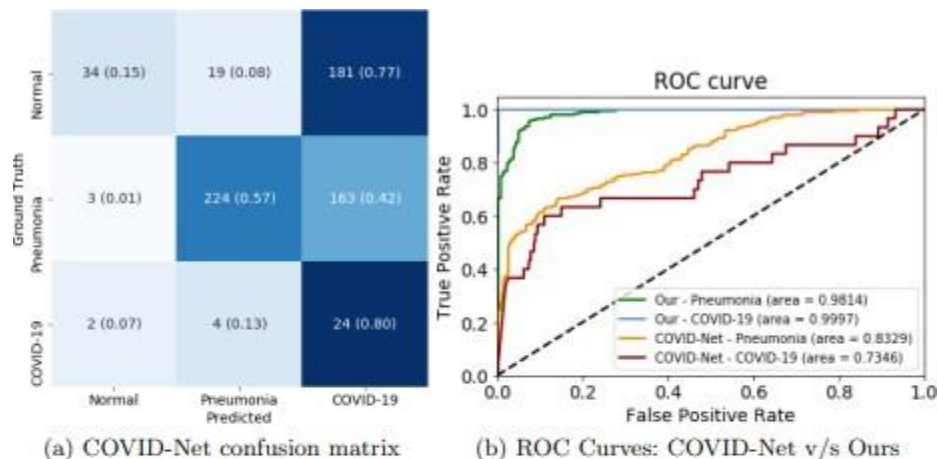 Ground Truth
Normal
Pneumonia
COVID-19
34 (0.15) 19 (0.08) 181 (0.77)
3 (0.01) 224 (0.57) 163 (0.42)
2 (0.07) 4 (0.13) 24 (0.80)
Normal Pneumonia COVID-19
Predicted
(a) COVID-Net confusion matrix
ROC curve
True Positive Rate
1.0
0.8
0.6
0.4
0.2
0.0
Our - Pneumonia (area = 0.9814)
Our - COVID-19 (area = 0.9997)
COVID-Net - Pneumonia (area = 0.8329)
COVID-Net - COVID-19 (area = 0.7346)
0.0 0.2 0.4 0.6 0.8 1.0
False Positive Rate
(b) ROC Curves: COVID-Net v/s Ours